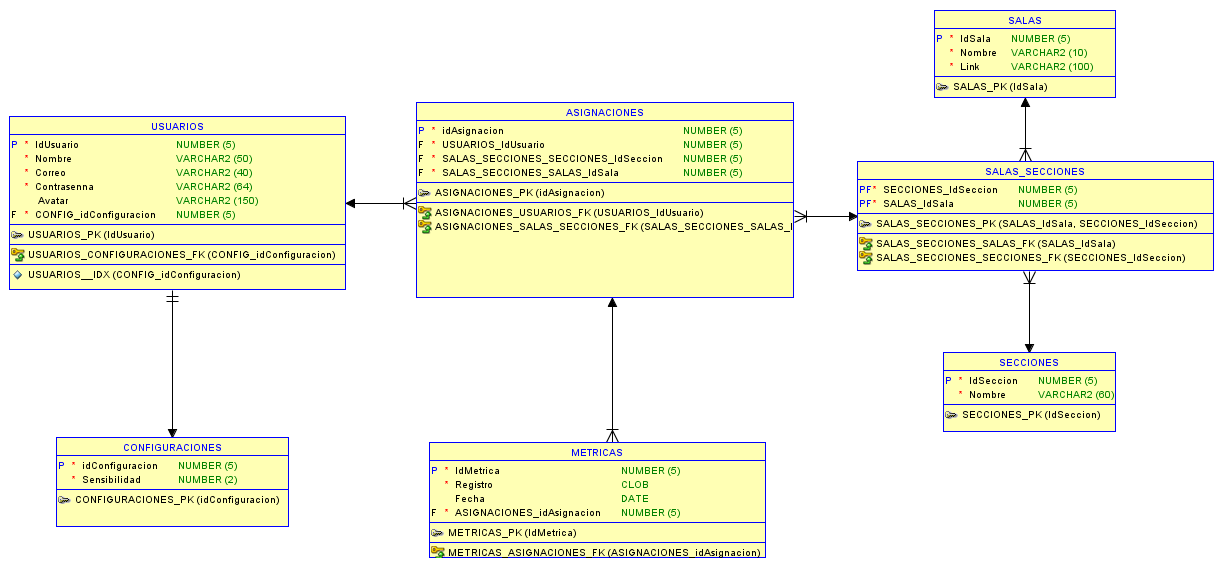 USUARIOS
P * IdUsuario NUMBER (5)
* Nombre VARCHAR2 (50)
* Correo VARCHAR2 (40)
* Contrasenna VARCHAR2 (64)
Avatar VARCHAR2 (150)
F * CONFIG_idConfiguracion NUMBER (5)
USUARIOS_PK (IdUsuario)
USUARIOS_CONFIGURACIONES_FK (CONFIG_idConfiguracion)
USUARIOS__IDX (CONFIG_idConfiguracion)
CONFIGURACIONES
P * idConfiguracion NUMBER (5)
* Sensibilidad NUMBER (2)
CONFIGURACIONES_PK (idConfiguracion)
ASIGNACIONES
P * idAsignacion NUMBER (5)
F * USUARIOS_IdUsuario NUMBER (5)
F * SALAS_SECCIONES_SECCIONES_IdSeccion NUMBER (5)
F * SALAS_SECCIONES_SALAS_IdSala NUMBER (5)
ASIGNACIONES_PK (idAsignacion)
ASIGNACIONES_USUARIOS_FK (USUARIOS_IdUsuario)
ASIGNACIONES_SALAS_SECCIONES_FK (SALAS_SECCIONES_SALAS_I
METRICAS
P * IdMetrica NUMBER (5)
* Registro CLOB
Fecha DATE
F * ASIGNACIONES_idAsignacion NUMBER (5)
METRICAS_PK (IdMetrica)
METRICAS_ASIGNACIONES_FK (ASIGNACIONES_idAsignacion)
SALAS
P * IdSala NUMBER (5)
* Nombre VARCHAR2 (10)
* Link VARCHAR2 (100)
SALAS_PK (IdSala)
SALAS_SECCIONES
PF * SECCIONES_IdSeccion NUMBER (5)
PF * SALAS_IdSala NUMBER (5)
SALAS_SECCIONES_PK (SALAS_IdSala, SECCIONES_IdSeccion)
SALAS_SECCIONES_SALAS_FK (SALAS_IdSala)
SALAS_SECCIONES_SECCIONES_FK (SECCIONES_IdSeccion)
SECCIONES
P * IdSeccion NUMBER (5)
* Nombre VARCHAR2 (60)
SECCIONES_PK (IdSeccion)